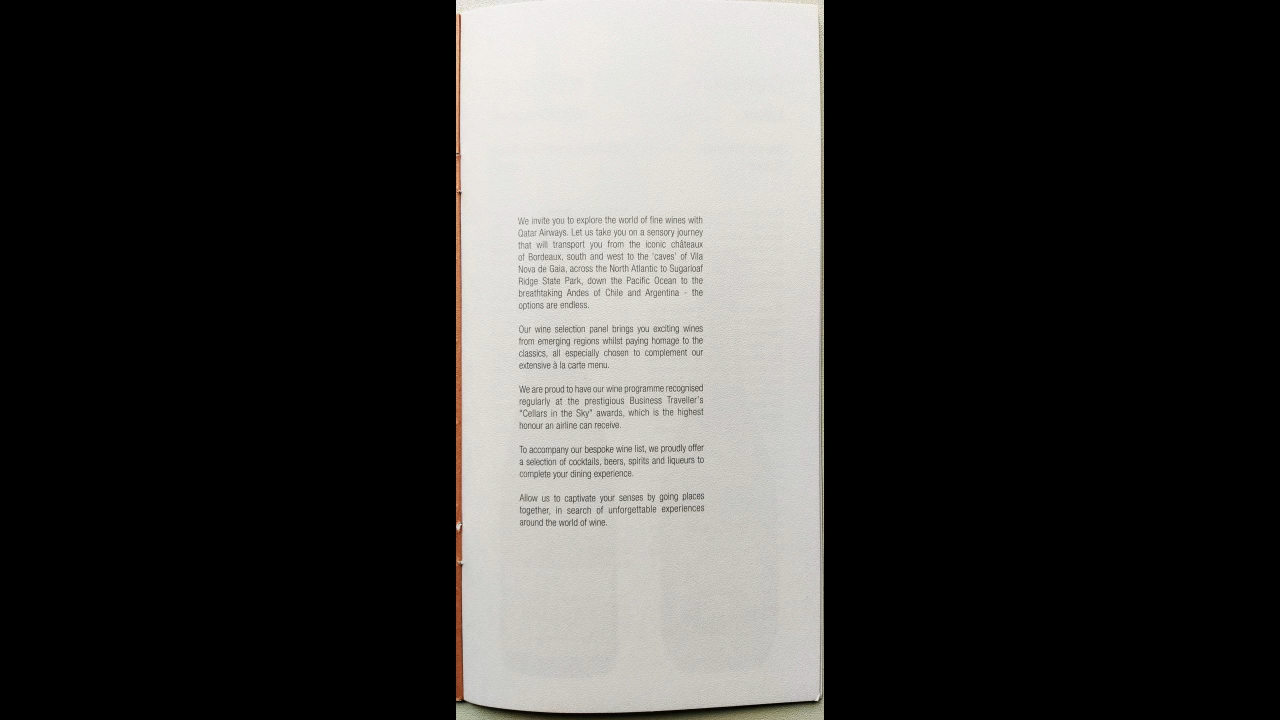 We invite you to explore the world of fine wines with
Qatar Airways. Let us take you on a sensory journey
that will transport you from the iconic châteaux
of Bordeaux, south and west to the 'caves' of Vila
Nova de Gaia, across the North Atlantic to Sugarloaf
Ridge State Park, down the Pacific Ocean to the
breathtaking Andes of Chile and Argentina - the
options are endless.
Our wine selection panel brings you exciting wines
from emerging regions whilst paying homage to the
classics, all especially chosen to complement our
extensive à la carte menu.
We are proud to have our wine programme recognised
regularly at the prestigious Business Traveller's
"Cellars in the Sky" awards, which is the highest
honour an airline can receive.
To accompany our bespoke wine list, we proudly offer
a selection of cocktails, beers, spirits and liqueurs to
complete your dining experience.
Allow us to captivate your senses by going places
together, in search of unforgettable experiences
around the world of wine.